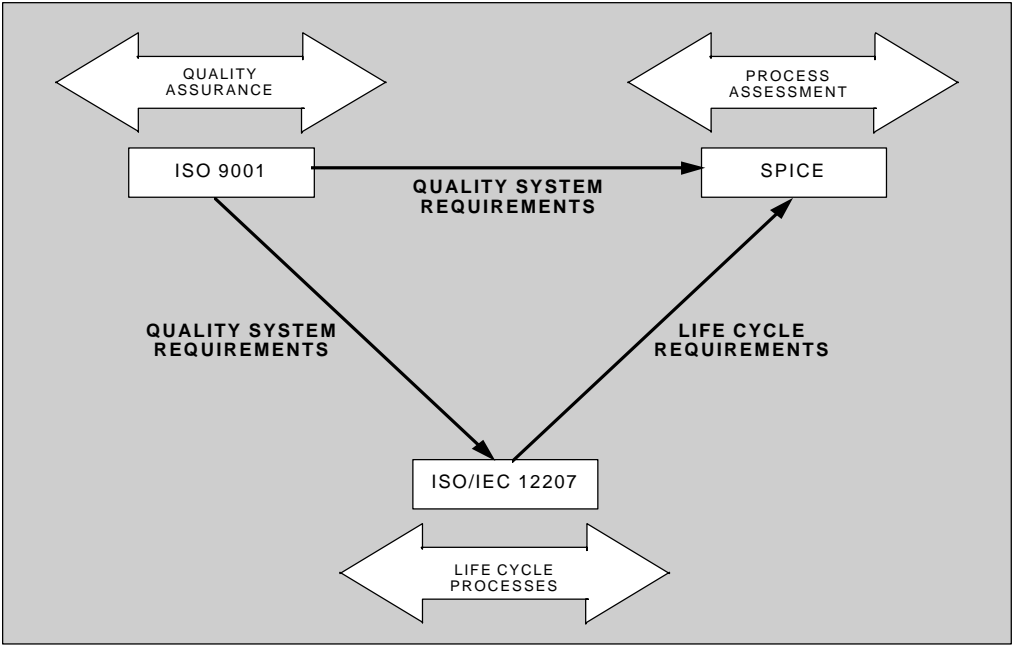 QUALITY
ASSURANCE
PROCESS
ASSESSMENT
ISO 9001
SPICE
QUALITY SYSTEM
REQUIREMENTS
QUALITY SYSTEM
REQUIREMENTS
LIFE CYCLE
REQUIREMENTS
ISO/IEC 12207
LIFE CYCLE
PROCESSES